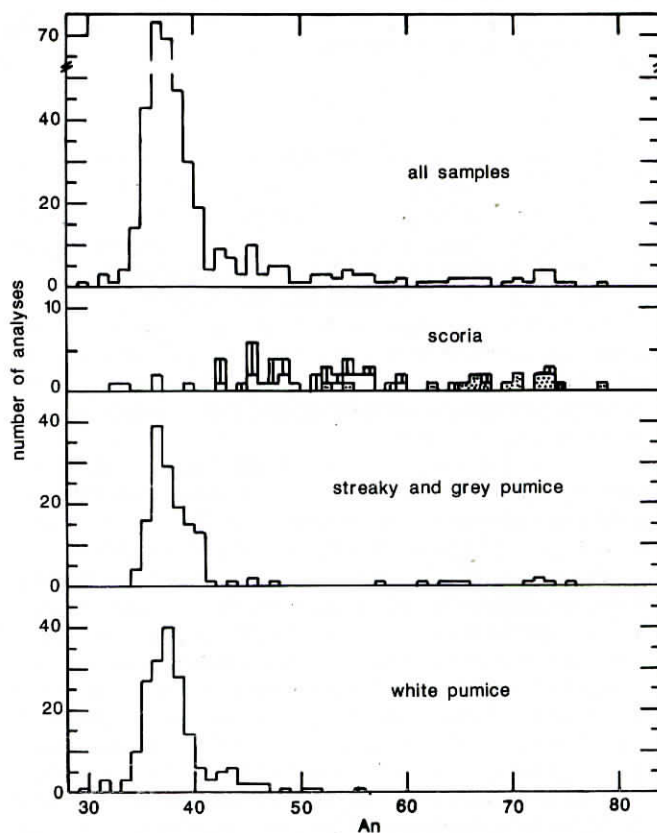 70
40
all samples
20
0
10
scoria
0
number of analyses
40
streaky and grey pumice
20
0
40
white pumice
20
0
30 40 50 60 70 80
An